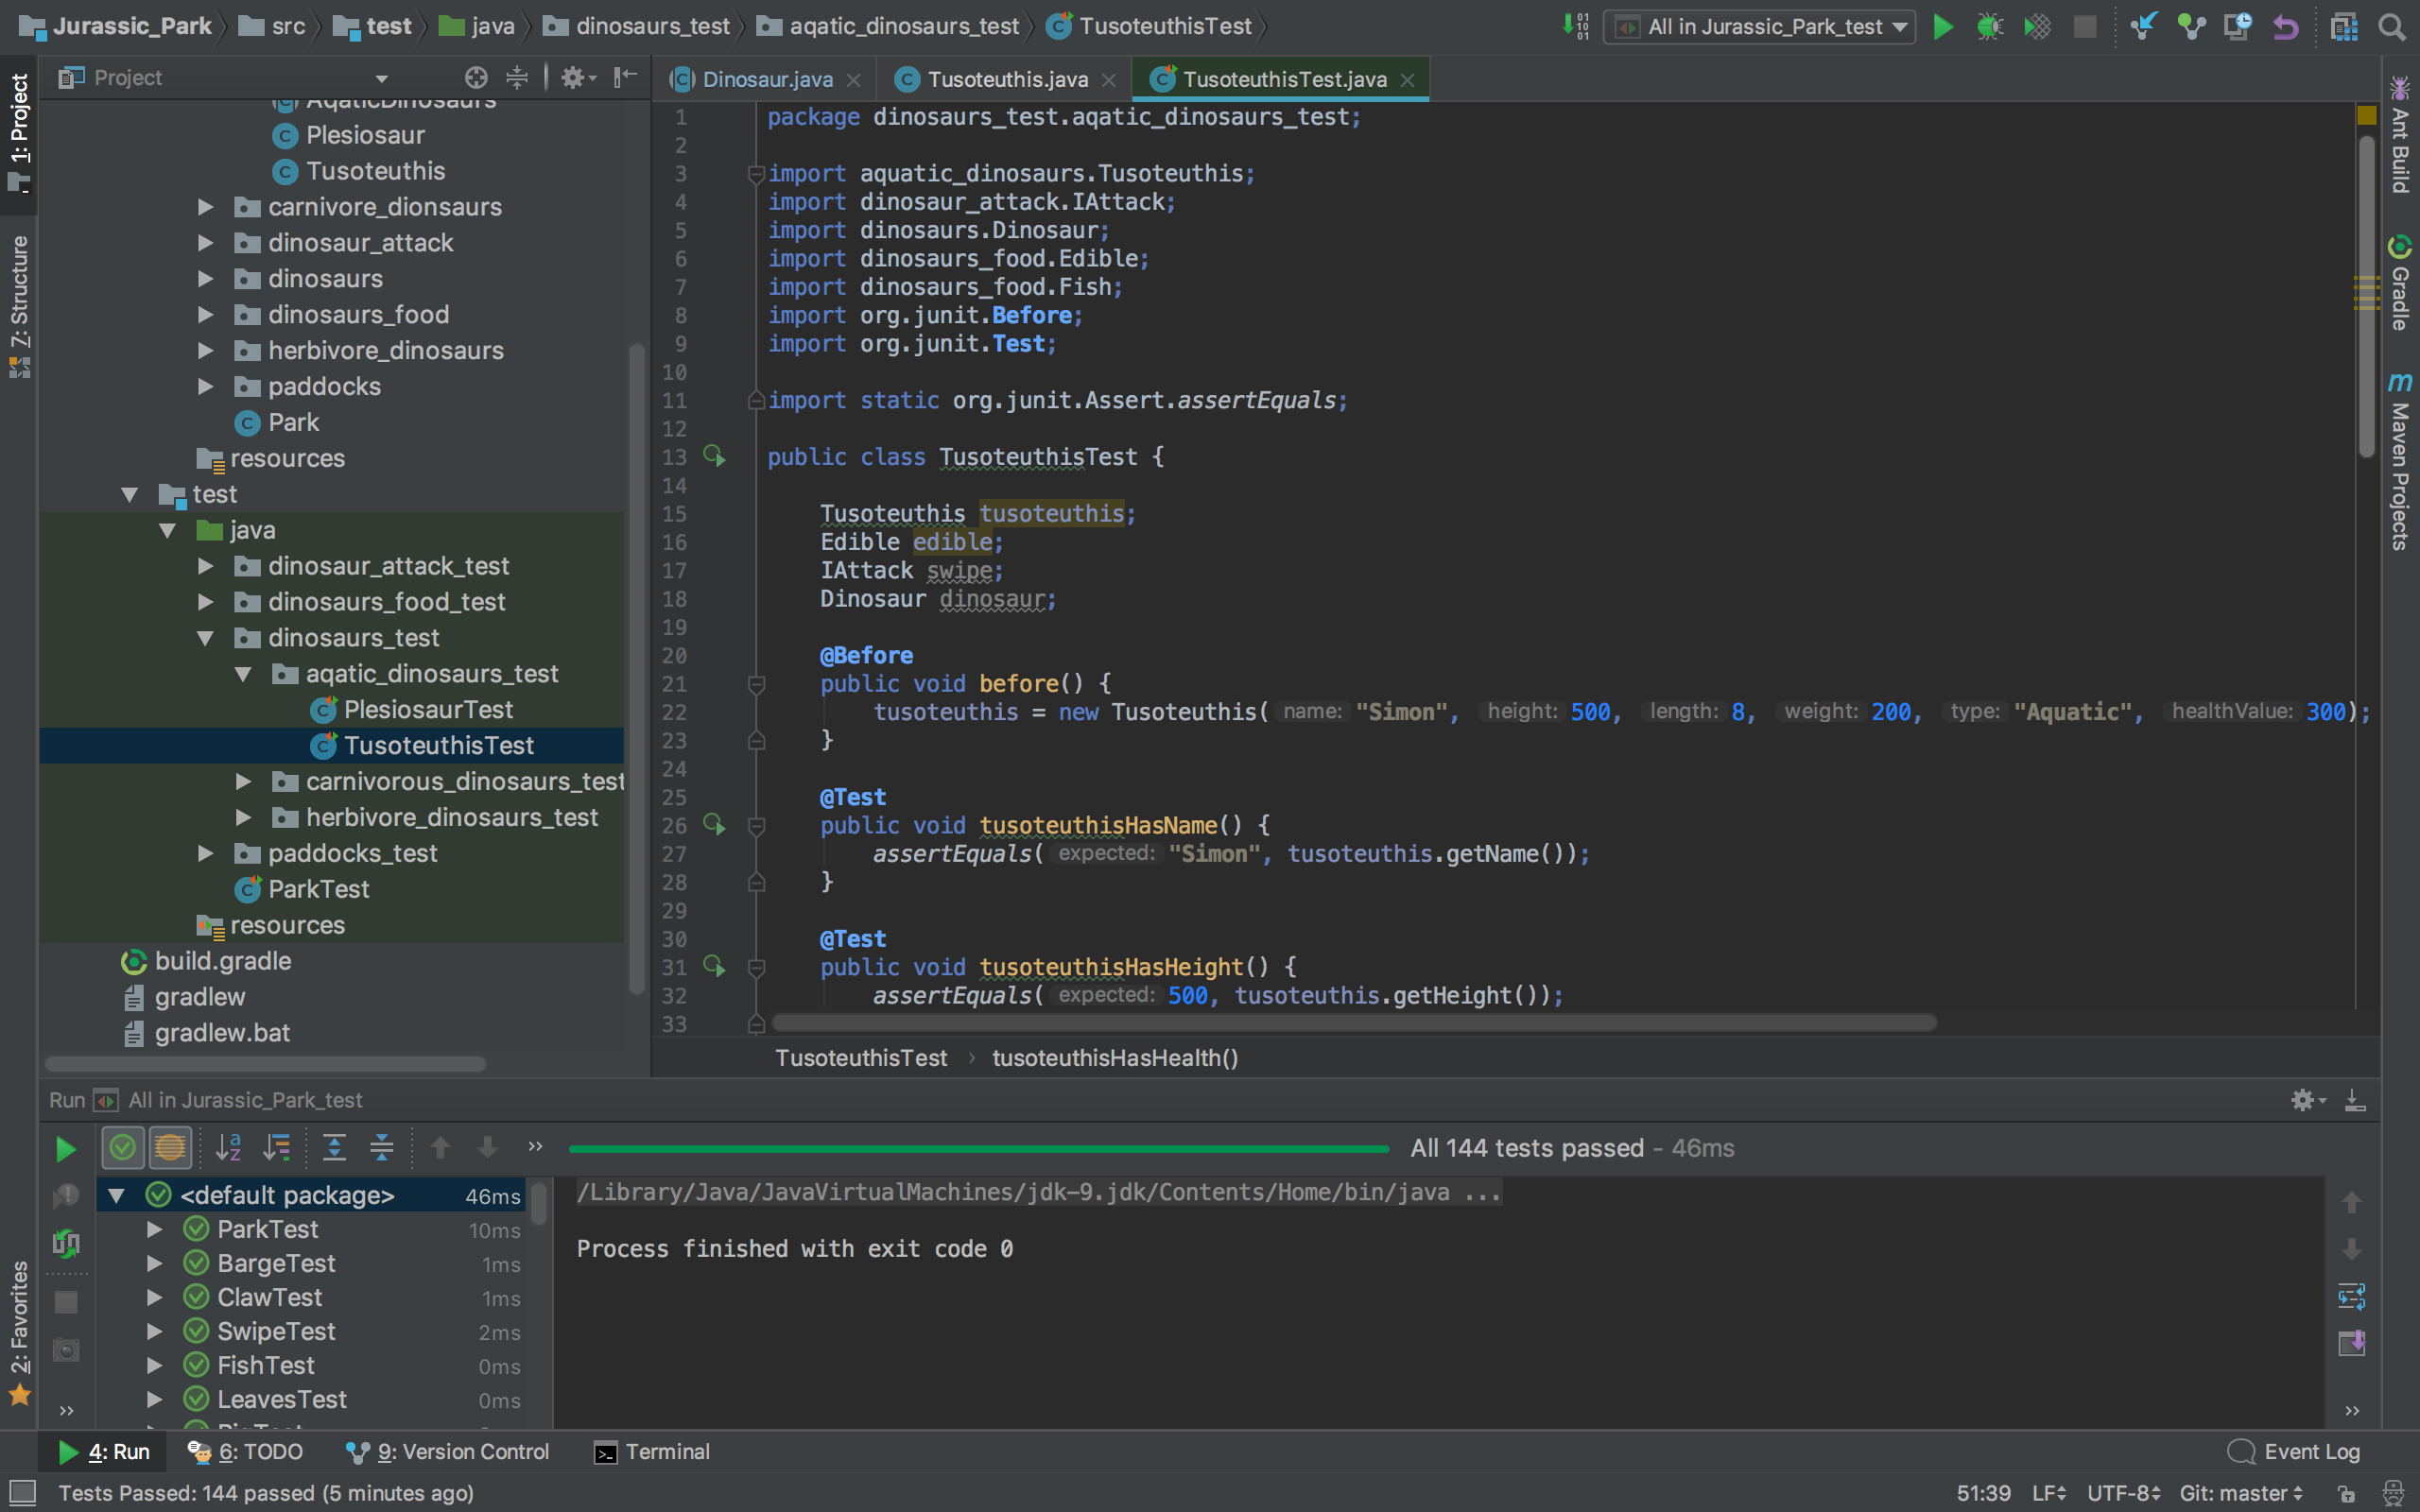 Jurassic_Park
src
test
java
dinosaurs_test
aqatic_dinosaurs_test
TusoteuthisTest
All in Jurassic_Park_test
1: Project
Z: Structure
2: Favorites
Project
AqaticDinosaurs
Plesiosaur
Tusoteuthis
carnivore_dionsaurs
dinosaur_attack
dinosaurs
dinosaurs_food
herbivore_dinosaurs
paddocks
Park
resources
test
java
dinosaur_attack_test
dinosaurs_food_test
dinosaurs_test
aqatic_dinosaurs_test
PlesiosaurTest
TusoteuthisTest
carnivorous_dinosaurs_test
herbivore_dinosaurs_test
paddocks_test
ParkTest
resources
build.gradle
gradlew
gradlew.bat
Dinosaur.java
Tusoteuthis.java
TusoteuthisTest.java
1 package dinosaurs_test.aqatic_dinosaurs_test;
2
3 import aquatic_dinosaurs.Tusoteuthis;
4 import dinosaur_attack.IAttack;
5 import dinosaurs.Dinosaur;
6 import dinosaurs_food.Edible;
7 import dinosaurs_food.Fish;
8 import org.junit.Before;
9 import org.junit.Test;
10
11 import static org.junit.Assert.assertEquals;
12
13 public class TusoteuthisTest {
14
15 Tusoteuthis tusoteuthis;
16 Edible edible;
17 IAttack swipe;
18 Dinosaur dinosaur;
19
20 @Before
21 public void before() {
22 tusoteuthis = new Tusoteuthis( name: "Simon", height: 500, length: 8, weight: 200, type: "Aquatic", healthValue: 300);
23 }
24
25 @Test
26 public void tusoteuthisHasName() {
27 assertEquals( expected: "Simon", tusoteuthis.getName());
28 }
29
30 @Test
31 public void tusoteuthisHasHeight() {
32 assertEquals( expected: 500, tusoteuthis.getHeight());
33
TusoteuthisTest › tusoteuthisHasHealth()
Ant Build
Gradle
Maven Projects
Run All in Jurassic_Park_test
All 144 tests passed - 46ms
<default package> 46ms
ParkTest 10ms
BargeTest 1ms
ClawTest 1ms
SwipeTest 2ms
FishTest 0ms
LeavesTest 0ms
/Library/Java/JavaVirtualMachines/jdk-9.jdk/Contents/Home/bin/java ...
Process finished with exit code 0
4: Run
6: TODO
9: Version Control
Terminal
Event Log
Tests Passed: 144 passed (5 minutes ago)
51:39
LF
UTF-8
Git: master